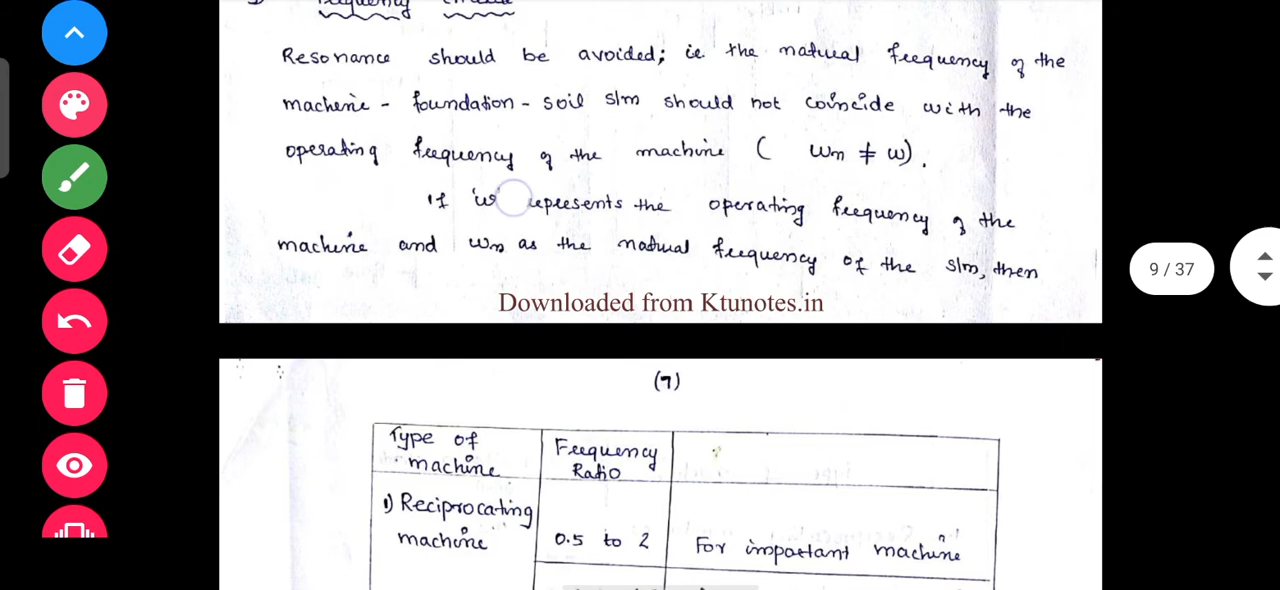 Resonance should be avoided; ie the natural frequency of the
machine - foundation - soil s/m should not coincide with the
operating frequency of the machine ( ωn ≠ ω).
If 'ω' represents the operating frequency of the
machine and ωn as the natural frequency of the s/m, then
Downloaded from Ktunotes.in
9 / 37
(7)
Type of
machine
Frequency
Ratio
1) Reciprocating
machine
0.5 to 2
For important machine